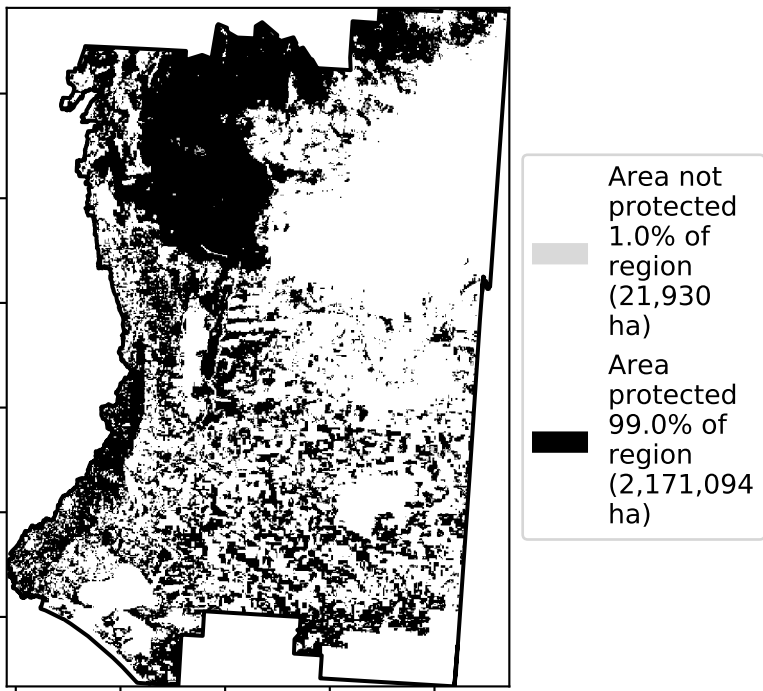 Area not
protected
1.0% of
region
(21,930
ha)
Area
protected
99.0% of
region
(2,171,094
ha)